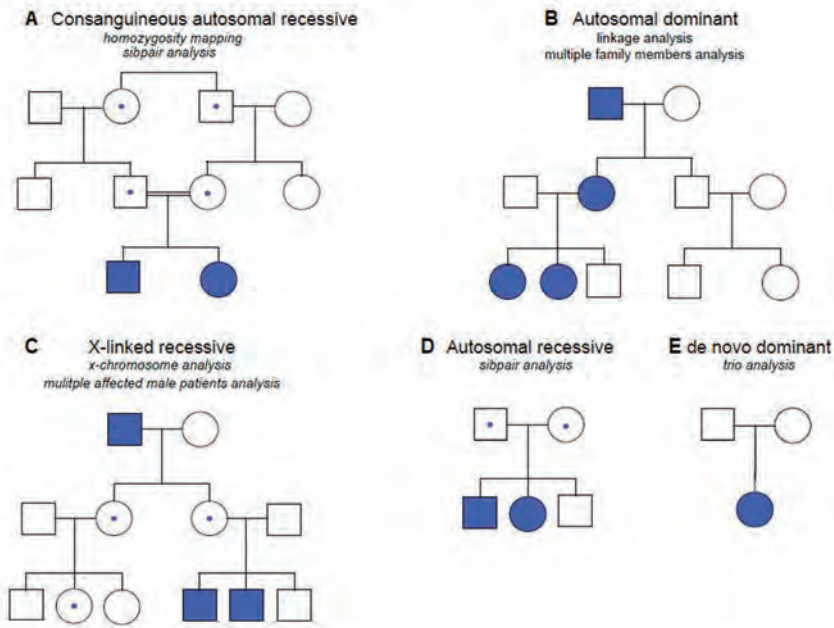 A Consanguineous autosomal recessive
homozygosity mapping
sibpair analysis
B Autosomal dominant
linkage analysis
multiple family members analysis
C X-linked recessive
x-chromosome analysis
mulitple affected male patients analysis
D Autosomal recessive
sibpair analysis
E de novo dominant
trio analysis